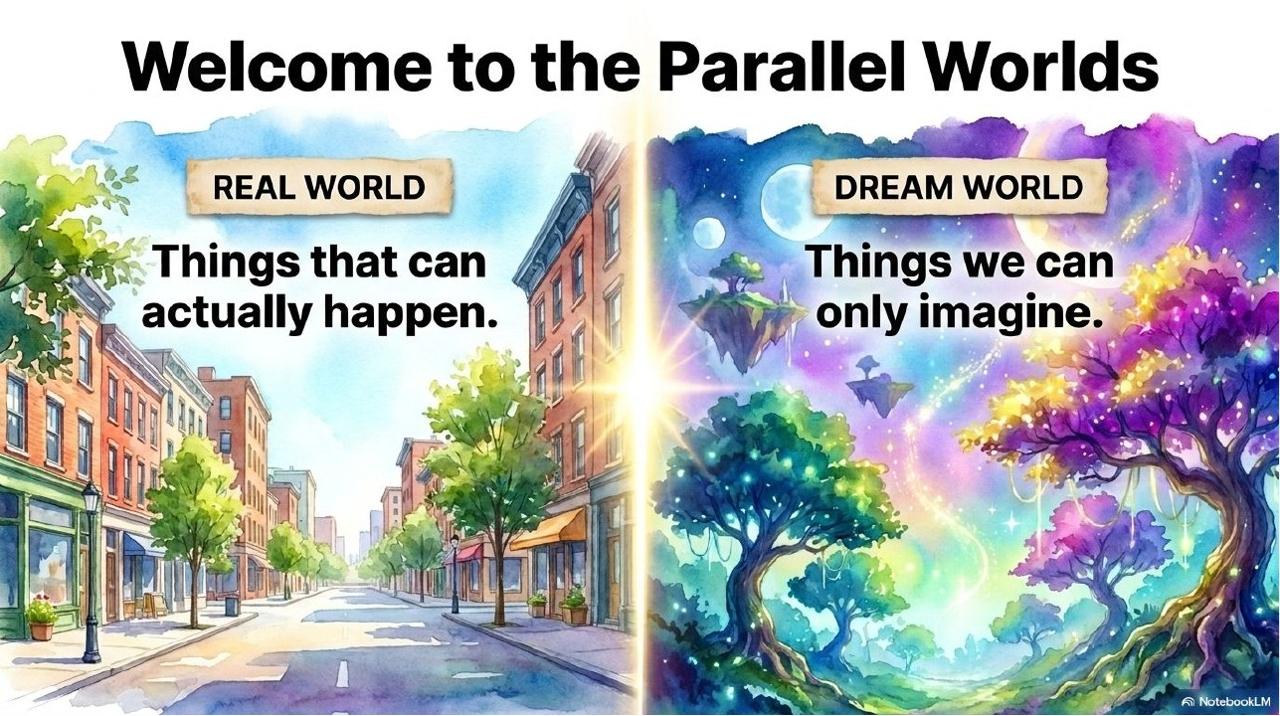 Welcome to the Parallel Worlds
REAL WORLD
Things that can
actually happen.
DREAM WORLD
Things we can
only imagine.
NotebookLM